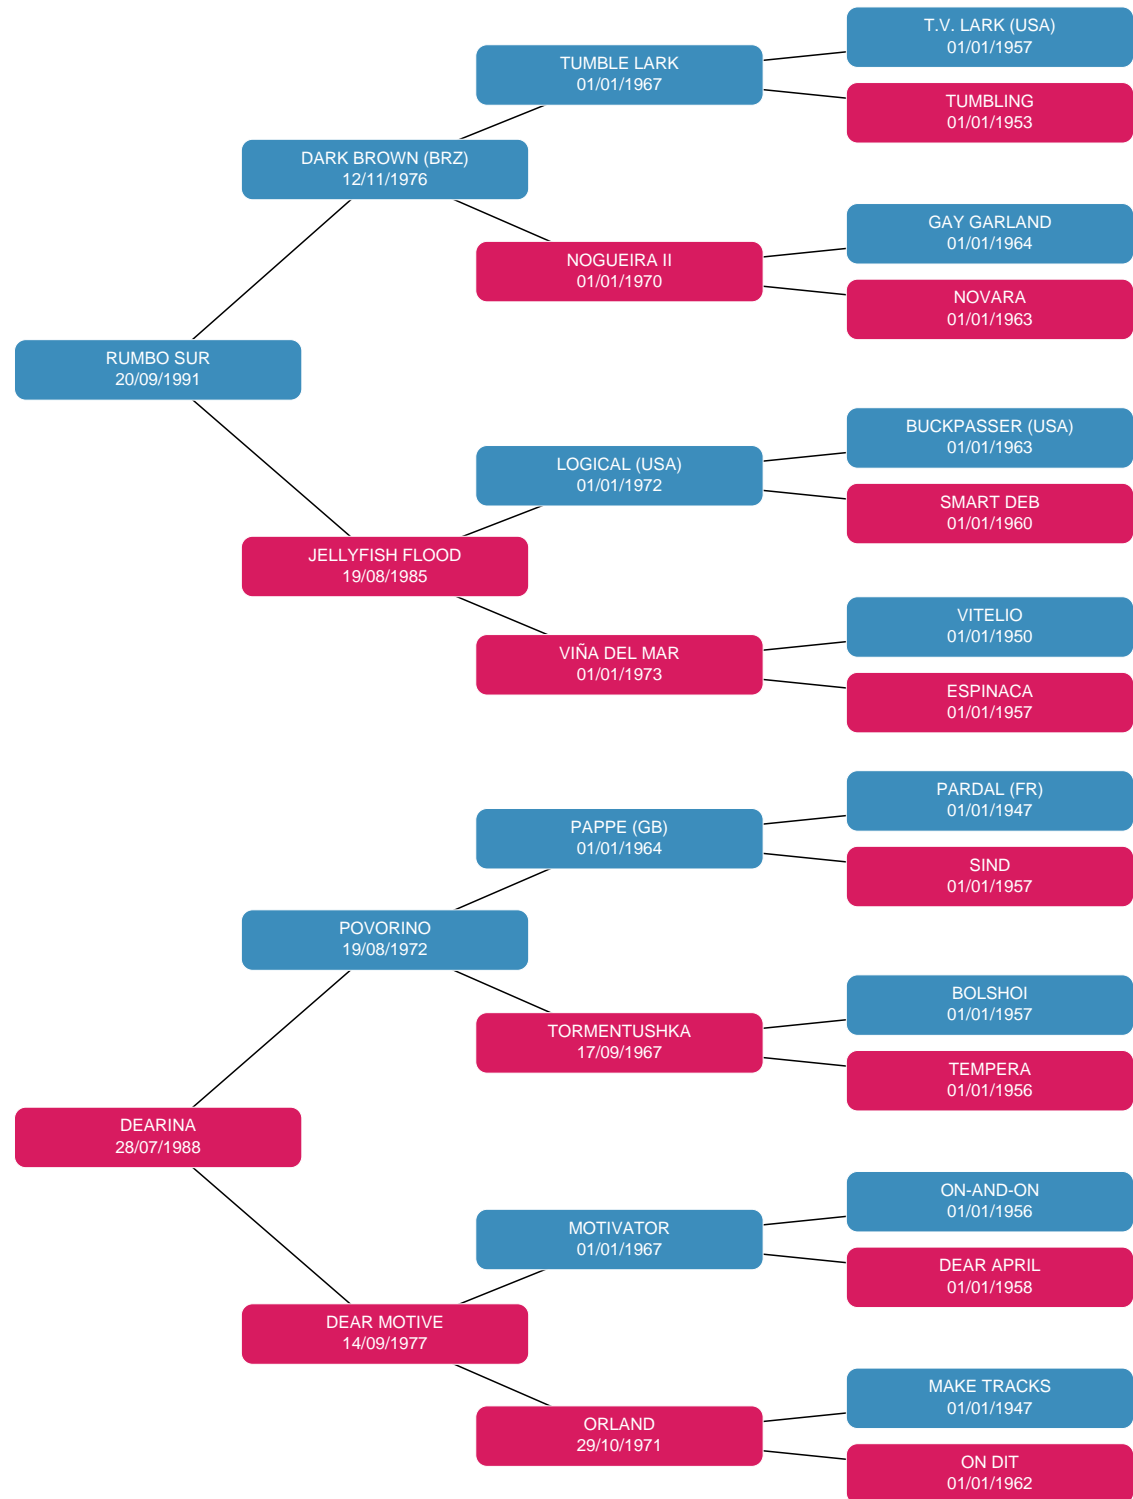 T.V. LARK (USA)
01/01/1957
TUMBLE LARK
01/01/1967
TUMBLING
01/01/1953
DARK BROWN (BRZ)
12/11/1976
GAY GARLAND
01/01/1964
NOGUEIRA II
01/01/1970
NOVARA
01/01/1963
RUMBO SUR
20/09/1991
BUCKPASSER (USA)
01/01/1963
LOGICAL (USA)
01/01/1972
SMART DEB
01/01/1960
JELLYFISH FLOOD
19/08/1985
VITELIO
01/01/1950
VIÑA DEL MAR
01/01/1973
ESPINACA
01/01/1957
PARDAL (FR)
01/01/1947
PAPPE (GB)
01/01/1964
SIND
01/01/1957
POVORINO
19/08/1972
BOLSHOI
01/01/1957
TORMENTUSHKA
17/09/1967
TEMPERA
01/01/1956
DEARINA
28/07/1988
ON-AND-ON
01/01/1956
MOTIVATOR
01/01/1967
DEAR APRIL
01/01/1958
DEAR MOTIVE
14/09/1977
MAKE TRACKS
01/01/1947
ORLAND
29/10/1971
ON DIT
01/01/1962